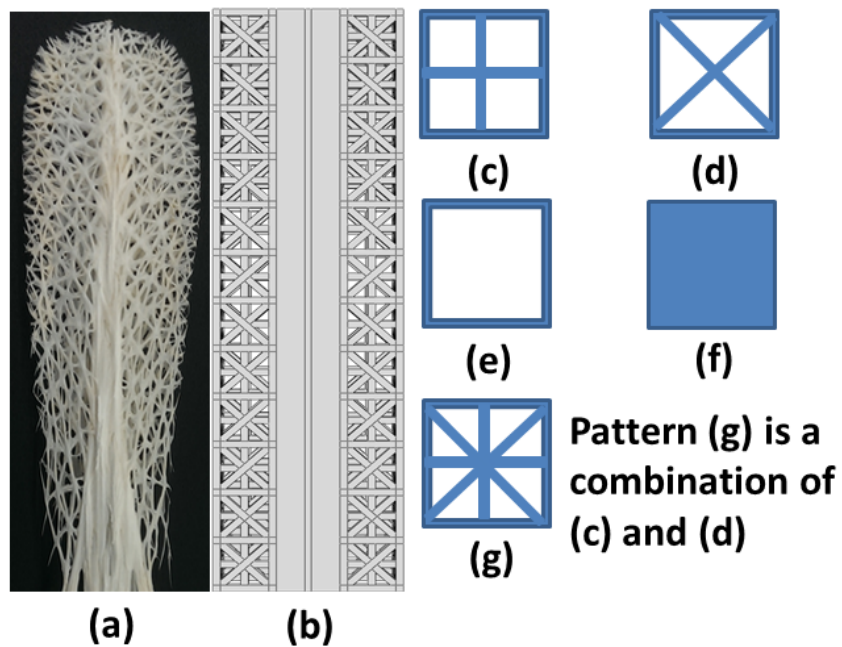 (c)
(d)
(e)
(f)
Pattern (g) is a
combination of
(c) and (d)
(g)
(a)
(b)